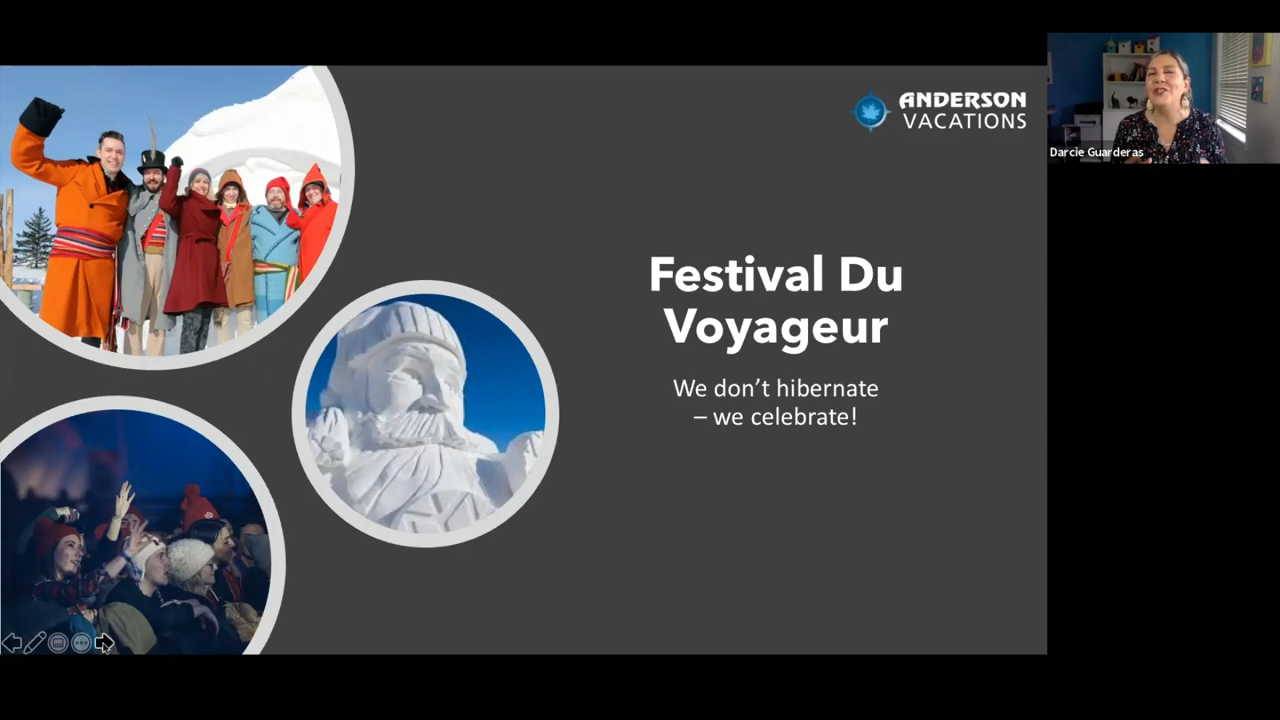 ANDERSON
VACATIONS
Darcie Guarderas
Festival Du
Voyageur
We don't hibernate
– we celebrate!